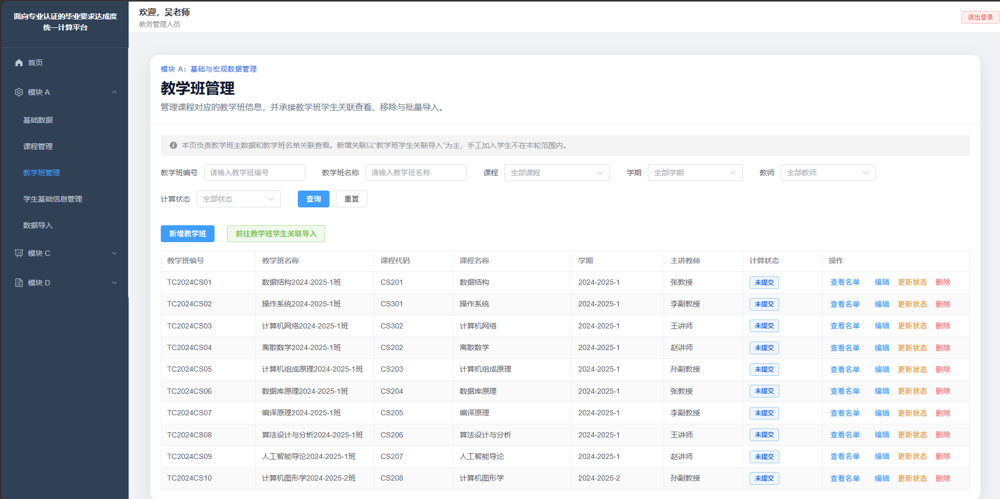 面向专业认证的毕业要求达成度
统一计算平台
首页
模块 A
基础数据
课程管理
教学班管理
学生基础信息管理
数据导入
模块 C
模块 D
欢迎，吴老师
教务管理人员
退出登录
模块 A：基础与宏观数据管理
教学班管理
管理课程对应的教学班信息，并承接教学班学生关联查看、移除与批量导入。
本页负责教学班主数据和教学班名单关联查看。新增关联以“教学班学生关联导入”为主，手工加入学生不在本轮范围内。
教学班编号 请输入教学班编号 教学班名称 请输入教学班名称 课程 全部课程 学期 全部学期 教师 全部教师
计算状态 全部状态 查询 重置
新增教学班 前往教学班学生关联导入
教学班编号 教学班名称 课程代码 课程名称 学期 主讲教师 计算状态 操作
TC2024CS01 数据结构2024-2025-1班 CS201 数据结构 2024-2025-1 张教授 未提交 查看名单 编辑 更新状态 删除
TC2024CS02 操作系统2024-2025-1班 CS301 操作系统 2024-2025-1 李副教授 未提交 查看名单 编辑 更新状态 删除
TC2024CS03 计算机网络2024-2025-1班 CS302 计算机网络 2024-2025-1 王讲师 未提交 查看名单 编辑 更新状态 删除
TC2024CS04 离散数学2024-2025-1班 CS202 离散数学 2024-2025-1 赵讲师 未提交 查看名单 编辑 更新状态 删除
TC2024CS05 计算机组成原理2024-2025-1班 CS203 计算机组成原理 2024-2025-1 孙副教授 未提交 查看名单 编辑 更新状态 删除
TC2024CS06 数据库原理2024-2025-1班 CS204 数据库原理 2024-2025-1 张教授 未提交 查看名单 编辑 更新状态 删除
TC2024CS07 编译原理2024-2025-1班 CS205 编译原理 2024-2025-1 李副教授 未提交 查看名单 编辑 更新状态 删除
TC2024CS08 算法设计与分析2024-2025-1班 CS206 算法设计与分析 2024-2025-1 王讲师 未提交 查看名单 编辑 更新状态 删除
TC2024CS09 人工智能导论2024-2025-1班 CS207 人工智能导论 2024-2025-1 赵讲师 未提交 查看名单 编辑 更新状态 删除
TC2024CS10 计算机图形学2024-2025-2班 CS208 计算机图形学 2024-2025-2 孙副教授 未提交 查看名单 编辑 更新状态 删除